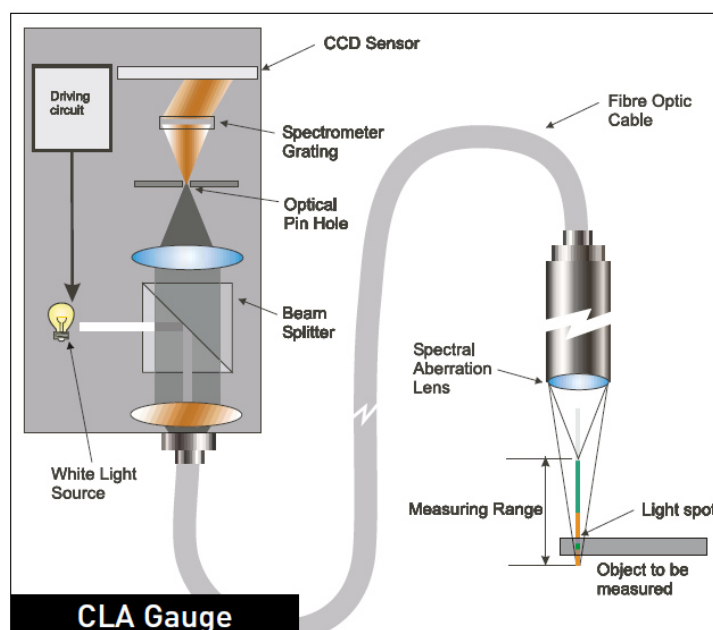 CCD Sensor
Driving
circuit
Fibre Optic
Cable
Spectrometer
Grating
Optical
Pin Hole
Beam
Splitter
Spectral
Aberration
Lens
White Light
Source
Measuring Range
Light spot
Object to be
measured
CLA Gauge